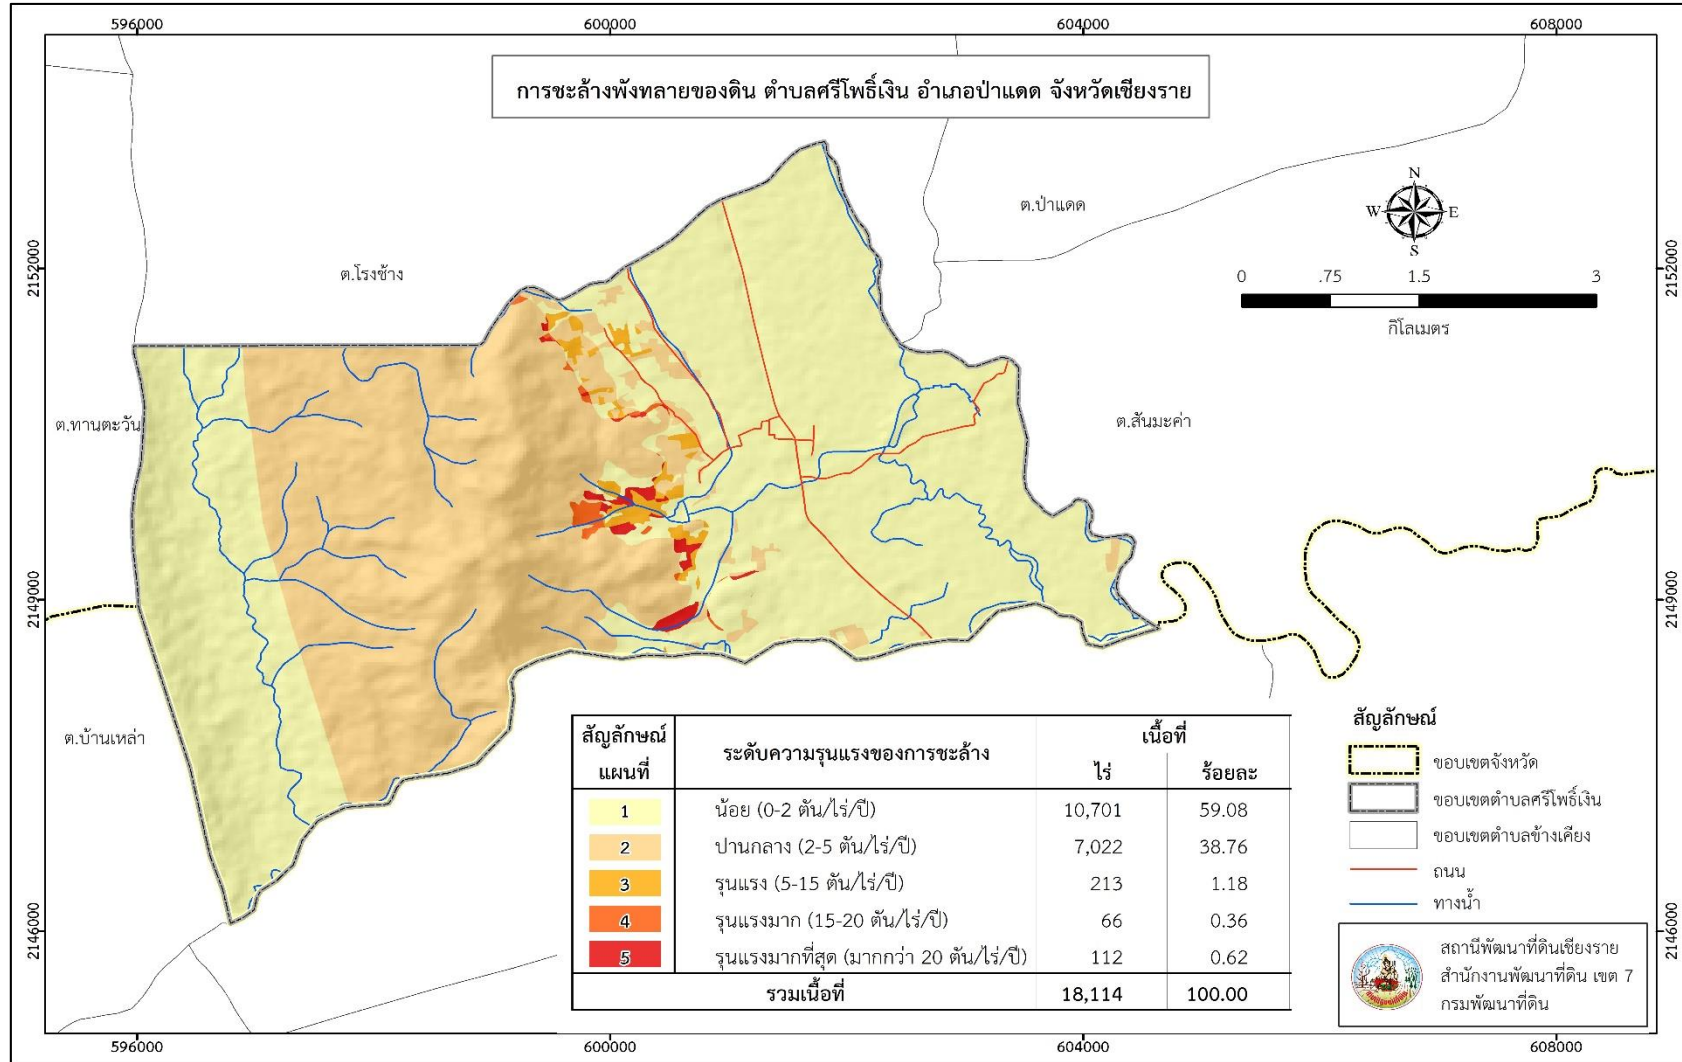 596000 600000 604000 608000
การชะล้างพังทลายของดิน ตำบลศรีโพธิ์เงิน อำเภอป่าแดด จังหวัดเชียงราย
N
W E
S
ต.ป่าแดด
ต.โรงช้าง
2152000 2152000
0 .75 1.5 3
กิโลเมตร
ต.ทานตะวัน
ต.สันมะค่า
2149000 2149000
ต.บ้านเหล่า
สัญลักษณ์แผนที่ ระดับความรุนแรงของการชะล้าง เนื้อที่
ไร่ ร้อยละ
1 น้อย (0-2 ตัน/ไร่/ปี) 10,701 59.08
2 ปานกลาง (2-5 ตัน/ไร่/ปี) 7,022 38.76
3 รุนแรง (5-15 ตัน/ไร่/ปี) 213 1.18
4 รุนแรงมาก (15-20 ตัน/ไร่/ปี) 66 0.36
5 รุนแรงมากที่สุด (มากกว่า 20 ตัน/ไร่/ปี) 112 0.62
รวมเนื้อที่ 18,114 100.00
สัญลักษณ์
ขอบเขตจังหวัด
ขอบเขตตำบลศรีโพธิ์เงิน
ขอบเขตตำบลข้างเคียง
ถนน
ทางน้ำ
2146000 2146000
สถานีพัฒนาที่ดินเชียงราย
สำนักงานพัฒนาที่ดิน เขต 7
กรมพัฒนาที่ดิน
596000 600000 604000 608000